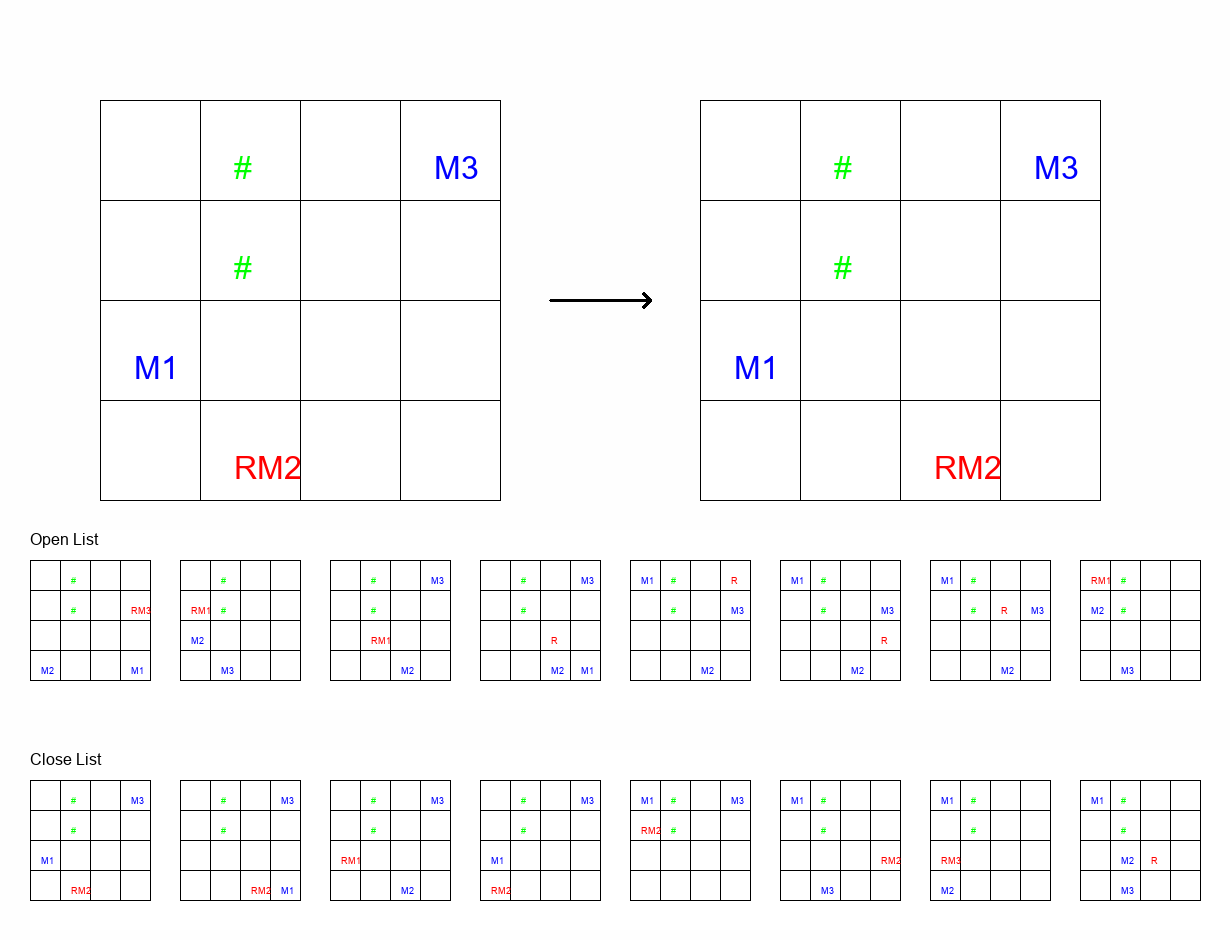 # M3 # M3
# #
M1 M1
RM2 RM2
Open List
# # # M3 # M3 M1 # R M1 # M1 # RM1 #
# RM3 RM1 # # # # M3 # M3 # R M3 M2 #
M2 RM1 R R
M2 M1 M3 M2 M2 M1 M2 M2 M2 M3
Close List
# M3 # M3 # M3 # M3 M1 # M3 M1 # M1 # M1 #
# # # # RM2 # # # #
M1 RM1 M1 RM2 RM3 M2 R
RM2 RM2 M1 M2 RM2 M3 M2 M3